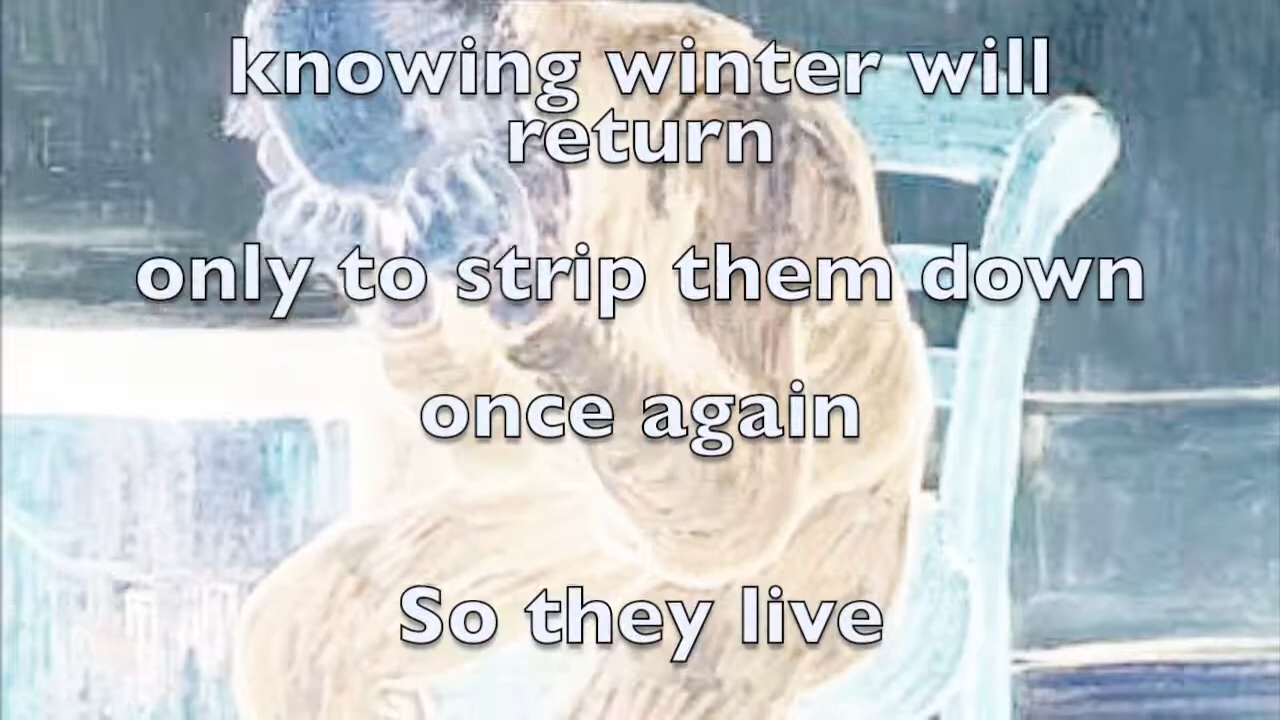 knowing winter will
return
only to strip them down
once again
So they live